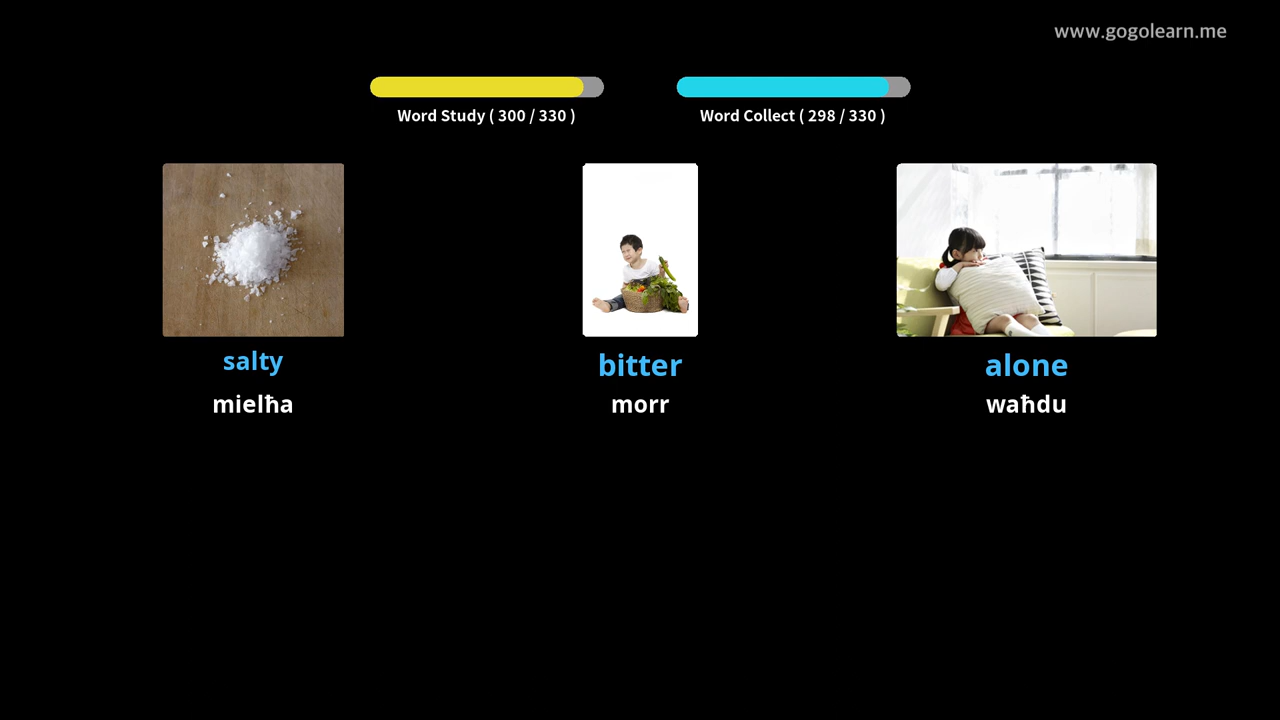 www.gogolearn.me
Word Study ( 300 / 330 )
Word Collect ( 298 / 330 )
salty
bitter
alone
mielħa
morr
waħdu